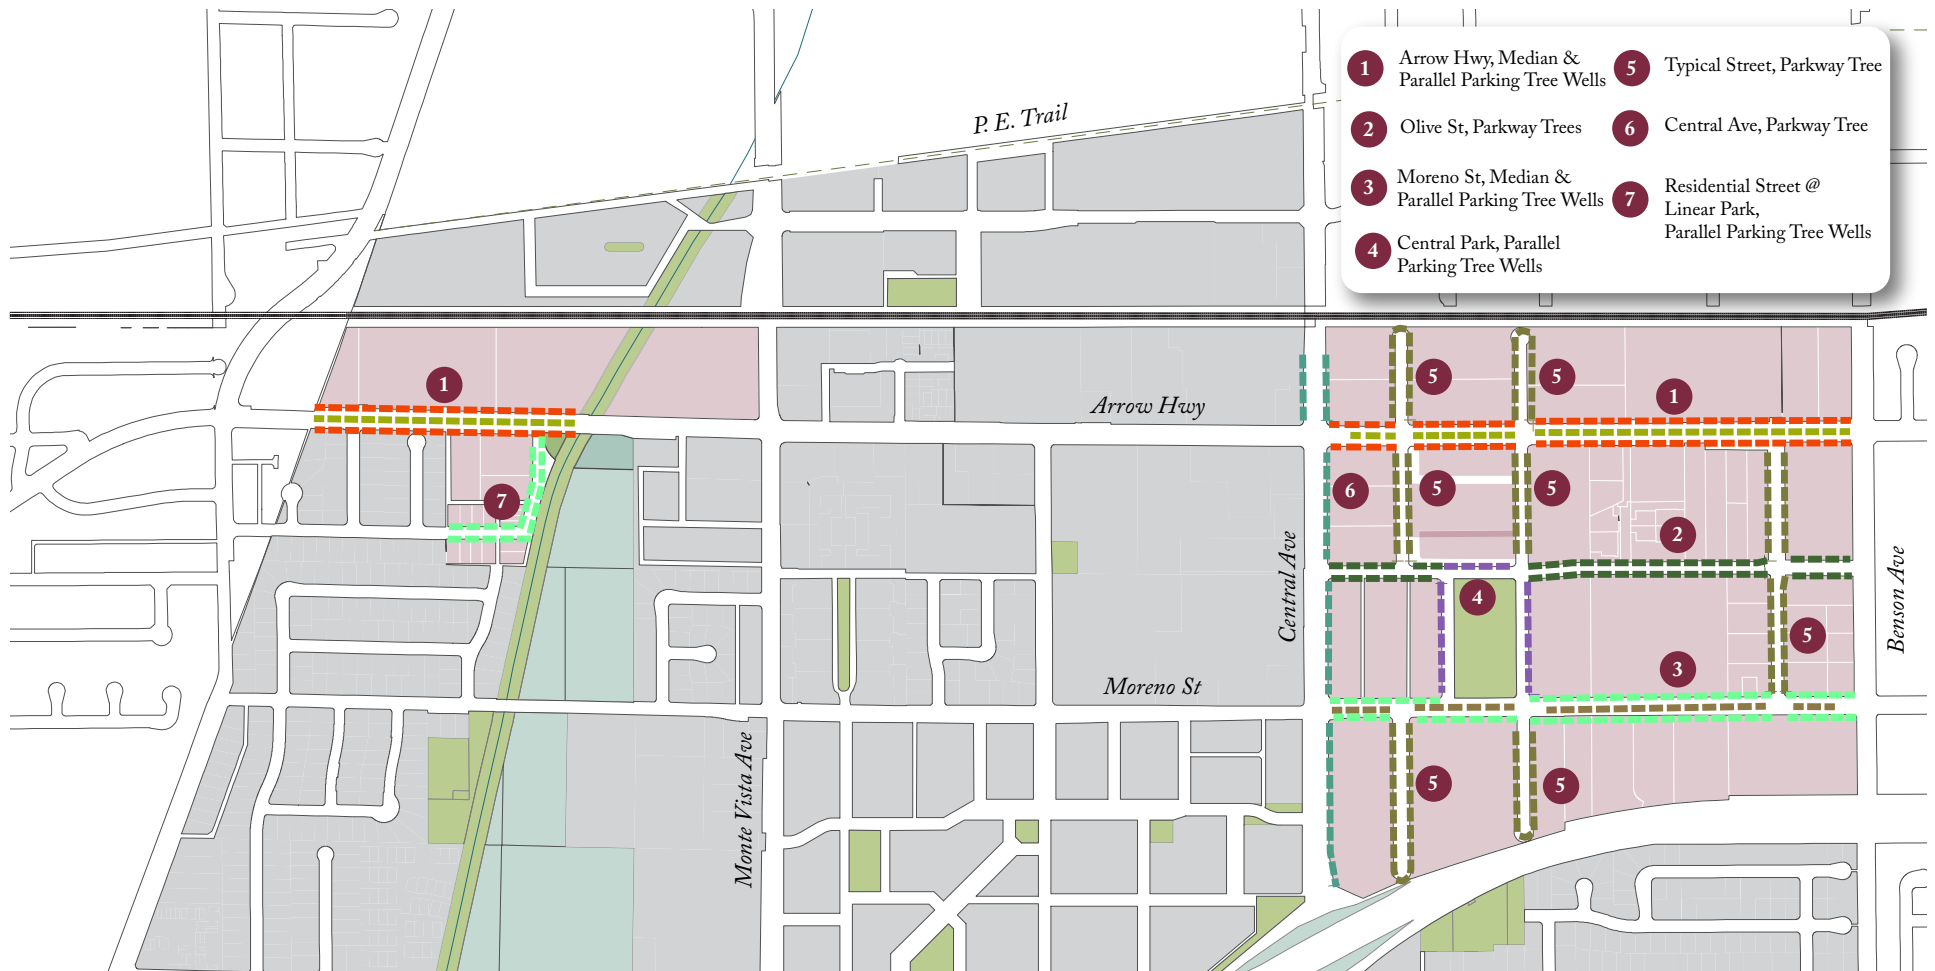 1 Arrow Hwy, Median &
Parallel Parking Tree Wells
2 Olive St, Parkway Trees
3 Moreno St, Median &
Parallel Parking Tree Wells
4 Central Park, Parallel
Parking Tree Wells
5 Typical Street, Parkway Tree
6 Central Ave, Parkway Tree
7 Residential Street @
Linear Park,
Parallel Parking Tree Wells
P. E. Trail
1
5
5
1
Arrow Hwy
7
6
5
5
2
Central Ave
Benson Ave
4
5
3
Moreno St
Monte Vista Ave
5
5